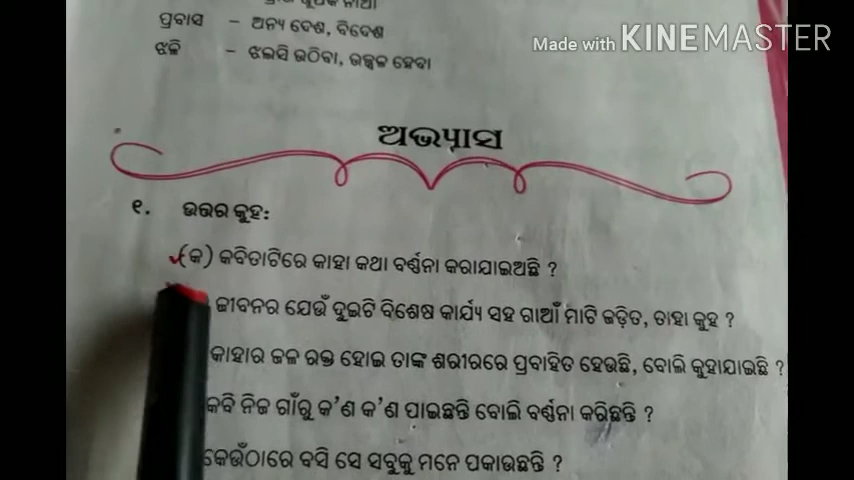 ପ୍ରବାସ – ଅନ୍ୟ ଦେଶ, ବିଦେଶ
Made with KINEMASTER
ଝଳି – ଝଲସି ଉଠିବା, ଉଜ୍ଜ୍ୱଳ ହେବା
ଅଭ୍ୟାସ
୧. ଉତ୍ତର କୁହ:
(କ) କବିତାଟିରେ କାହା କଥା ବର୍ଣ୍ଣନା କରାଯାଇଅଛି ?
ଜୀବନର ଯେଉଁ ଦୁଇଟି ବିଶେଷ କାର୍ଯ୍ୟ ସହ ଗାଆଁ ମାଟି ଜଡ଼ିତ, ତାହା କୁହ ?
କାହାର ଜଳ ରକ୍ତ ହୋଇ ତାଙ୍କ ଶରୀରରେ ପ୍ରବାହିତ ହେଉଛି, ବୋଲି କୁହାଯାଇଛି ?
କବି ନିଜ ଗାଁରୁ କ'ଣ କ'ଣ ପାଇଛନ୍ତି ବୋଲି ବର୍ଣ୍ଣନା କରିଛନ୍ତି ?
କେଉଁଠାରେ ବସି ସେ ସବୁକୁ ମନେ ପକାଉଛନ୍ତି ?